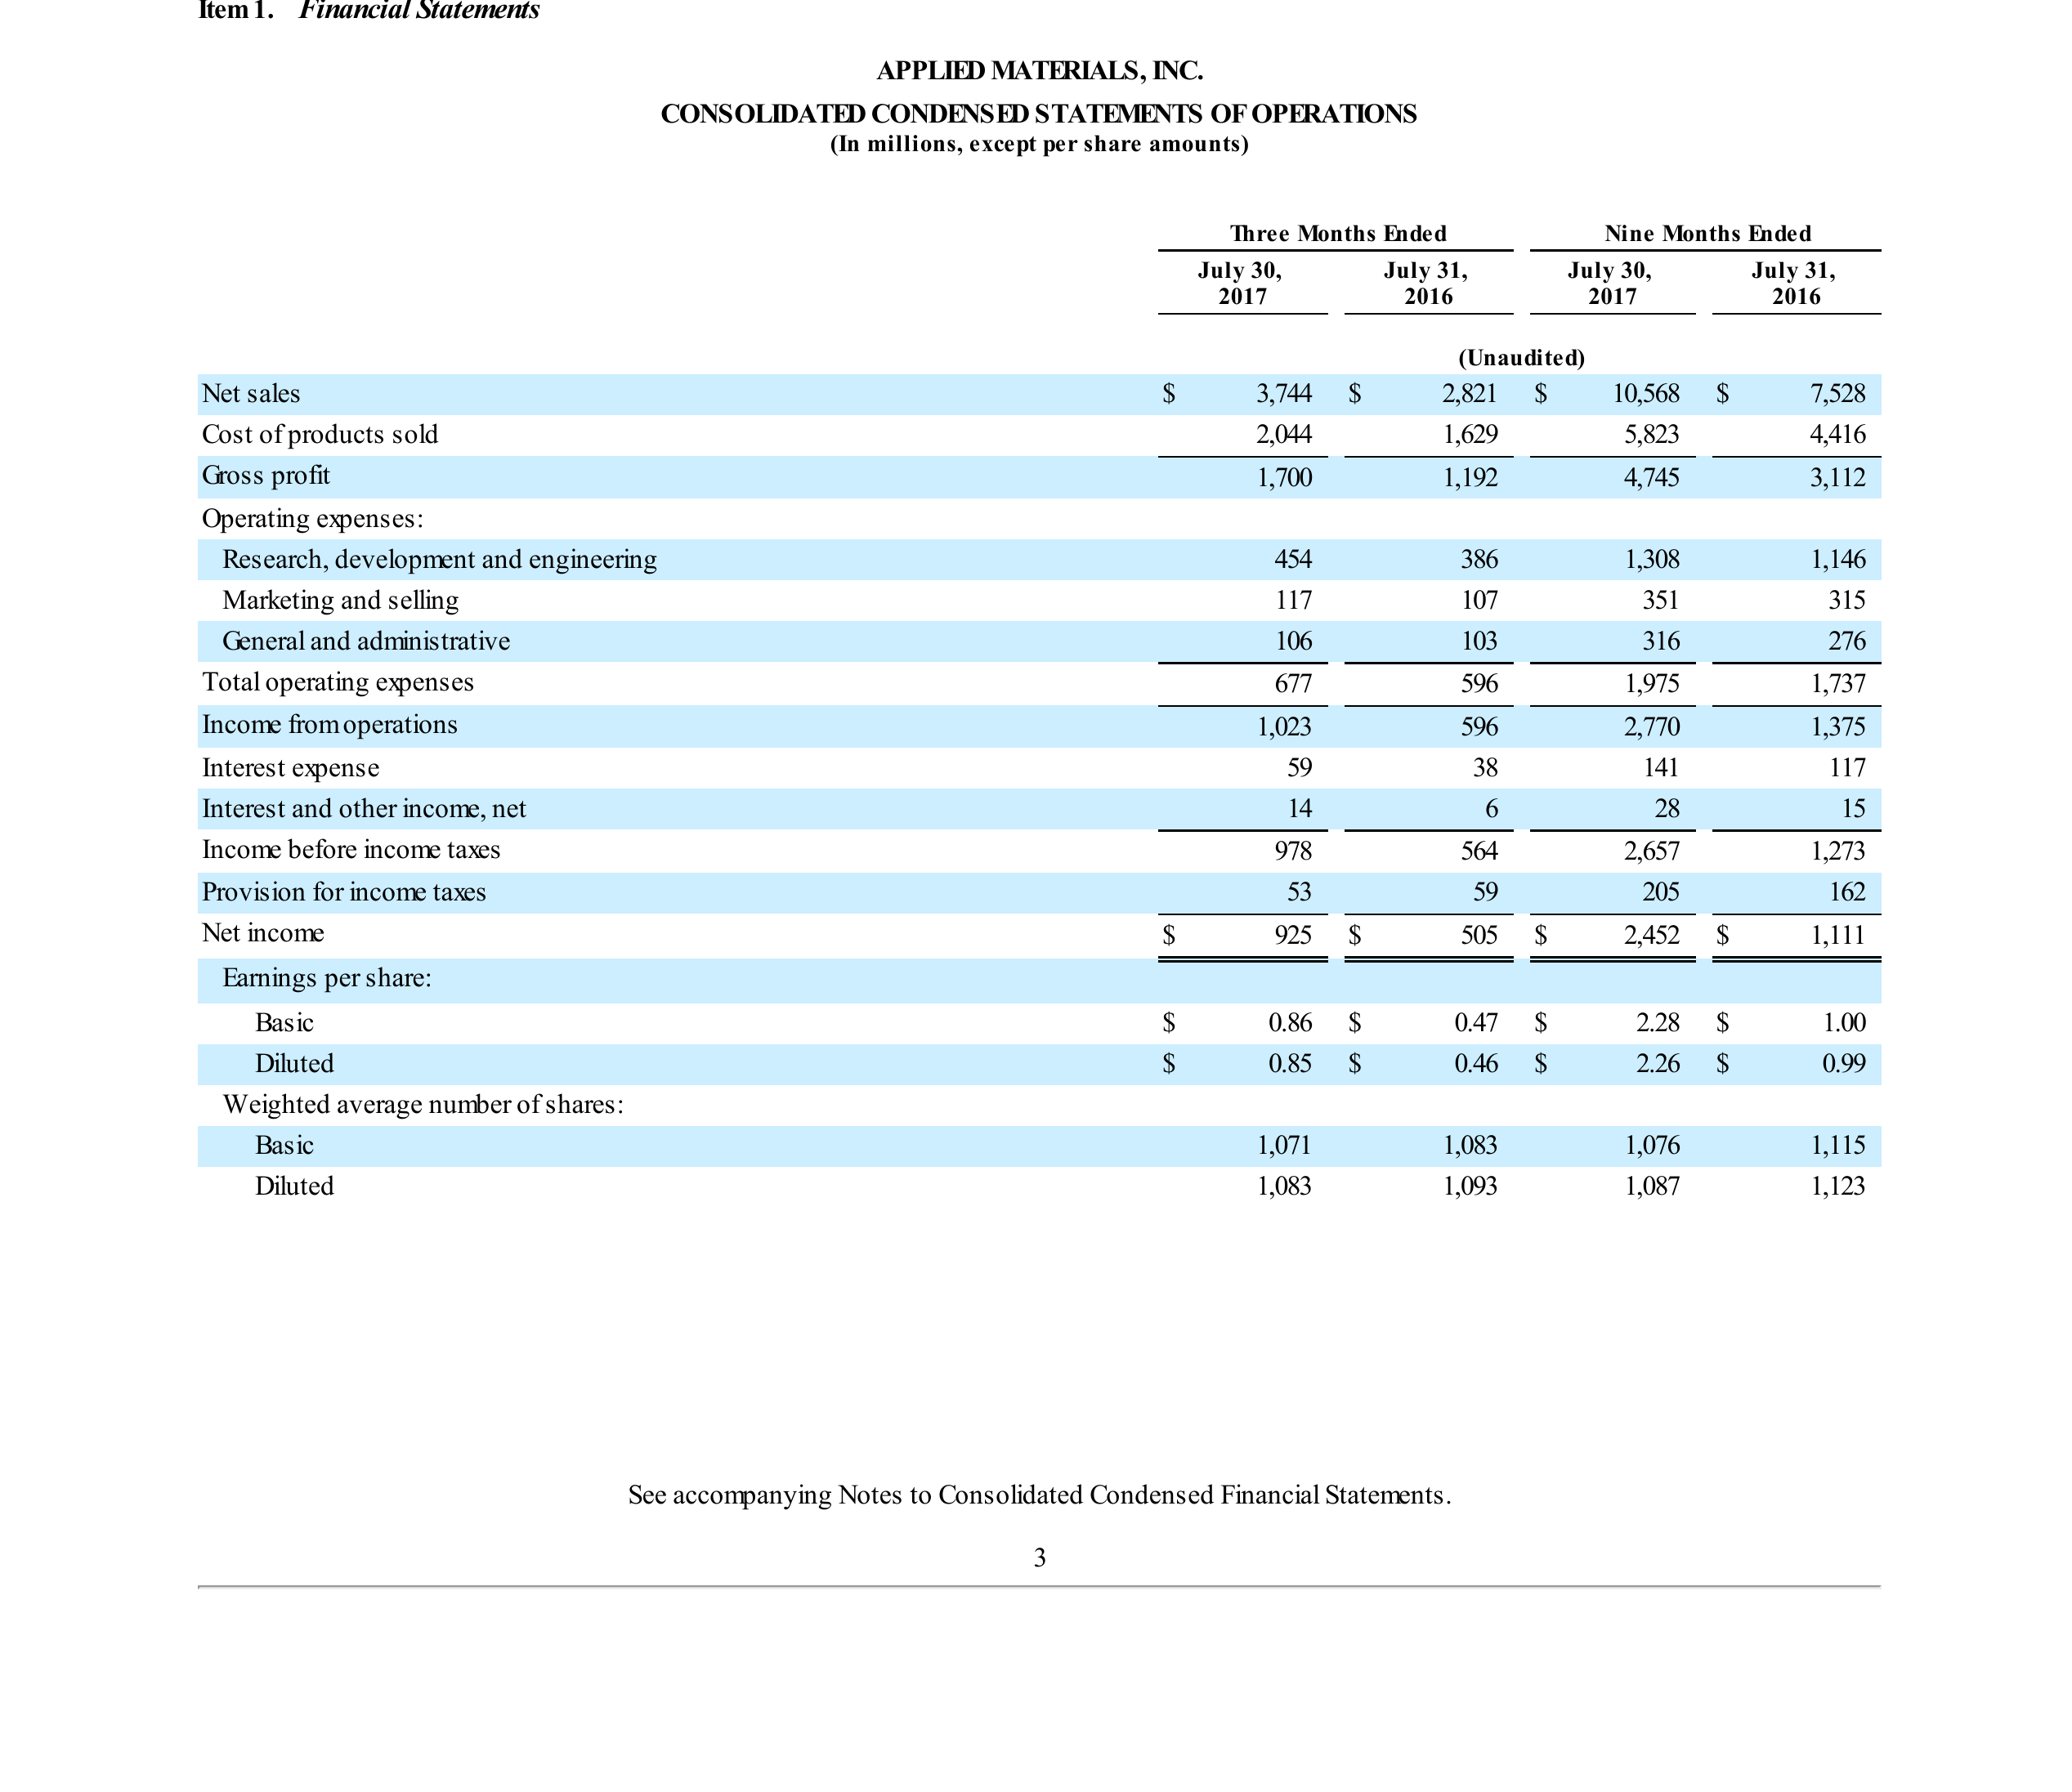 Item 1. Financial Statements
APPLIED MATERIALS, INC.
CONSOLIDATED CONDENSED STATEMENTS OF OPERATIONS
(In millions, except per share amounts)
Three Months Ended Nine Months Ended
July 30, 2017 July 31, 2016 July 30, 2017 July 31, 2016
(Unaudited)
Net sales $ 3,744 $ 2,821 $ 10,568 $ 7,528
Cost of products sold 2,044 1,629 5,823 4,416
Gross profit 1,700 1,192 4,745 3,112
Operating expenses:
Research, development and engineering 454 386 1,308 1,146
Marketing and selling 117 107 351 315
General and administrative 106 103 316 276
Total operating expenses 677 596 1,975 1,737
Income from operations 1,023 596 2,770 1,375
Interest expense 59 38 141 117
Interest and other income, net 14 6 28 15
Income before income taxes 978 564 2,657 1,273
Provision for income taxes 53 59 205 162
Net income $ 925 $ 505 $ 2,452 $ 1,111
Earnings per share:
Basic $ 0.86 $ 0.47 $ 2.28 $ 1.00
Diluted $ 0.85 $ 0.46 $ 2.26 $ 0.99
Weighted average number of shares:
Basic 1,071 1,083 1,076 1,115
Diluted 1,083 1,093 1,087 1,123
See accompanying Notes to Consolidated Condensed Financial Statements.
3